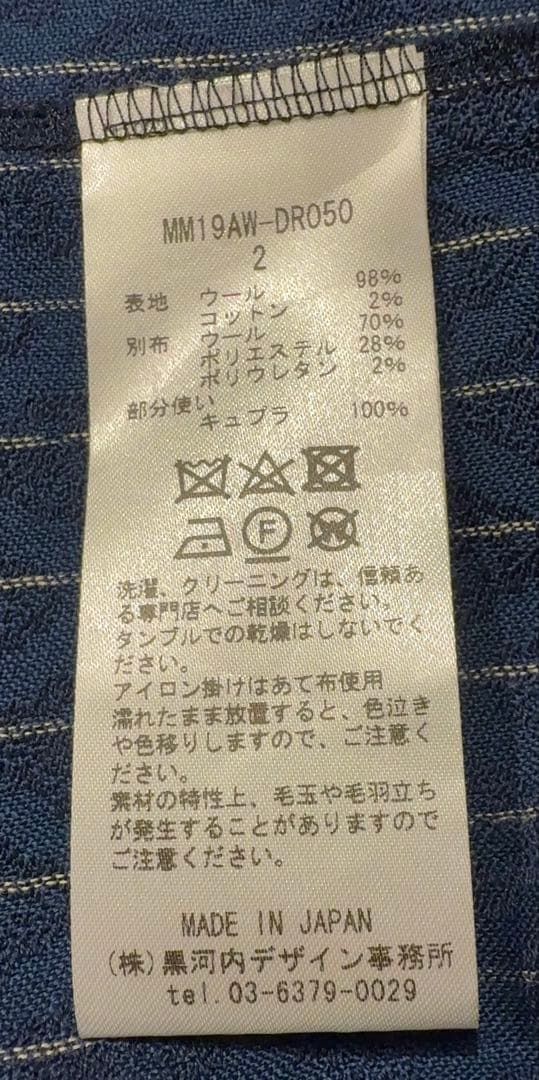 MM19AW-DR050
2
表地 ウール 98%
コットン 2%
別布 ウール 70%
ポリエステル 28%
ポリウレタン 2%
部分使い
キュプラ 100%
F
W
洗濯、クリーニングは、信頼あ
る専門店へご相談ください。
タンブルでの乾燥はしないでく
ださい。
アイロン掛けはあて布使用
濡れたまま放置すると、色泣き
や色移りしますので、ご注意く
ださい。
素材の特性上、毛玉や毛羽立ち
が発生することがありますので
ご注意ください。
MADE IN JAPAN
(株)黒河内デザイン事務所
tel.03-6379-0029